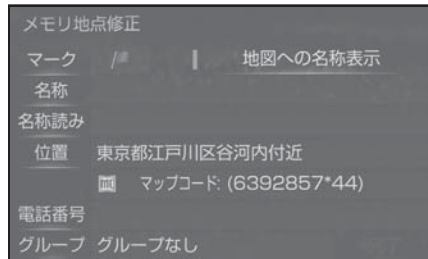 メモリ地点修正
マーク 地図への名称表示
名称
名称読み
位置 東京都江戸川区谷河内付近
マップコード: (6392857*44)
電話番号
グループ グループなし